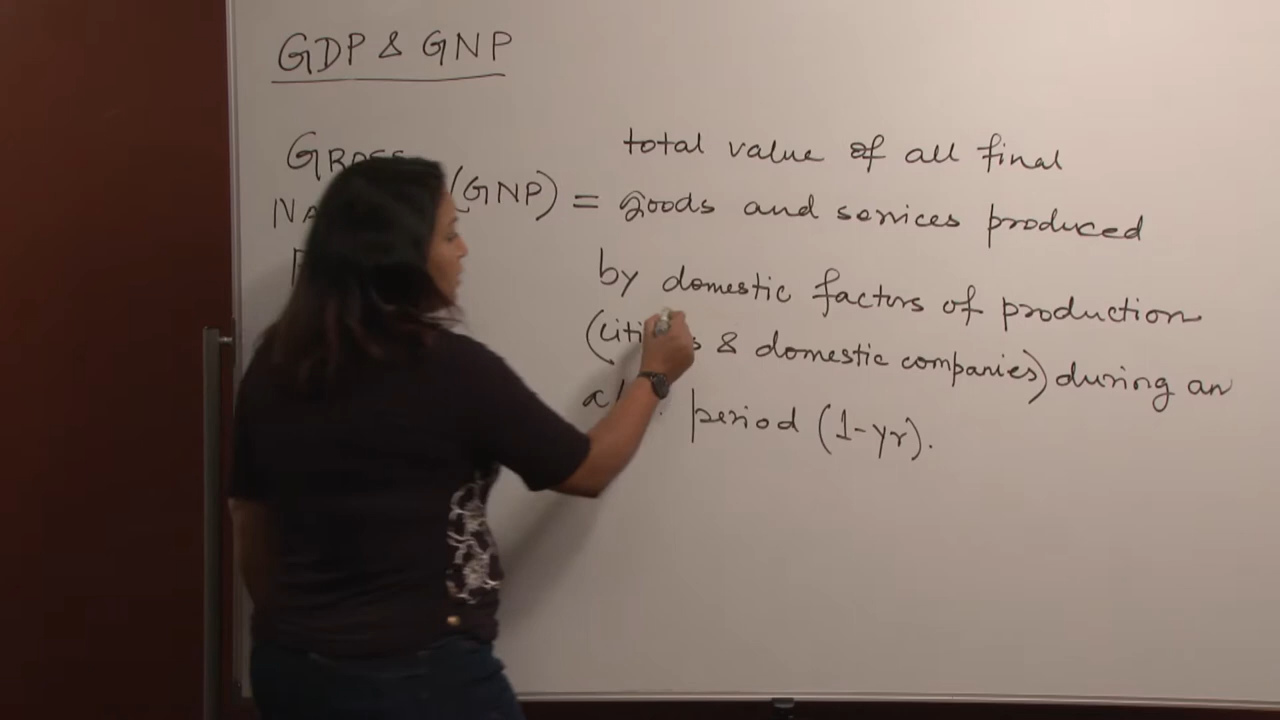 GDP & GNP
GROSS
(GNP) =
total value of all final
goods and services produced
by domestic factors of production
& domestic companies) during an
period (1-yr).